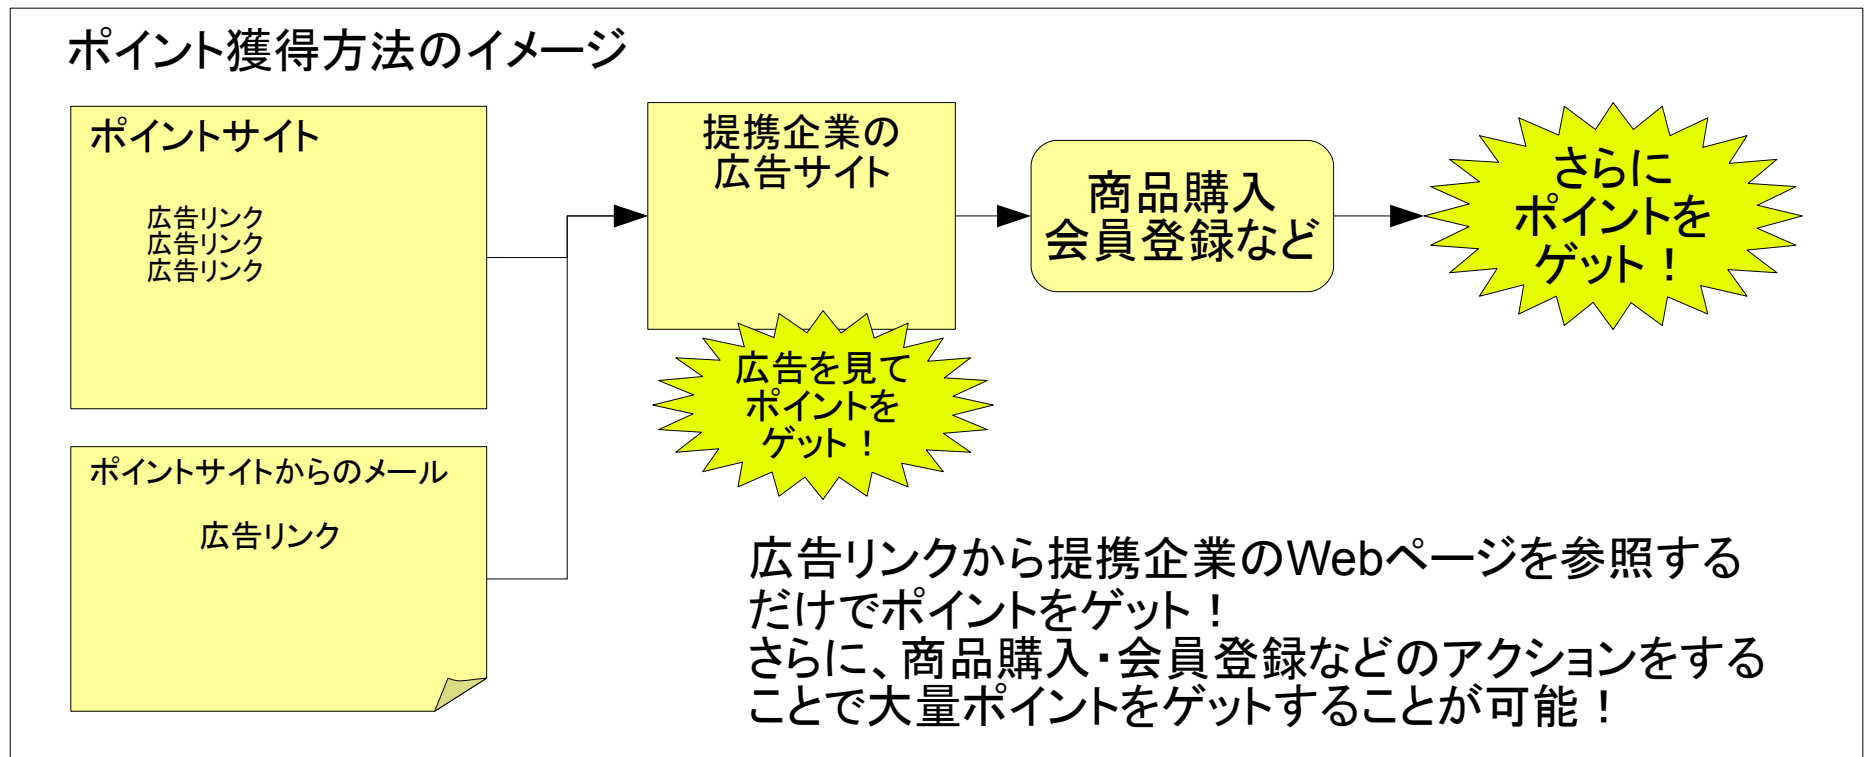 ポイント獲得方法のイメージ
ポイントサイト
広告リンク
広告リンク
広告リンク
ポイントサイトからのメール
広告リンク
提携企業の
広告サイト
広告を見て
ポイントを
ゲット！
商品購入
会員登録など
さらに
ポイントを
ゲット！
広告リンクから提携企業のWebページを参照する
だけでポイントをゲット！
さらに、商品購入・会員登録などのアクションをする
ことで大量ポイントをゲットすることが可能！